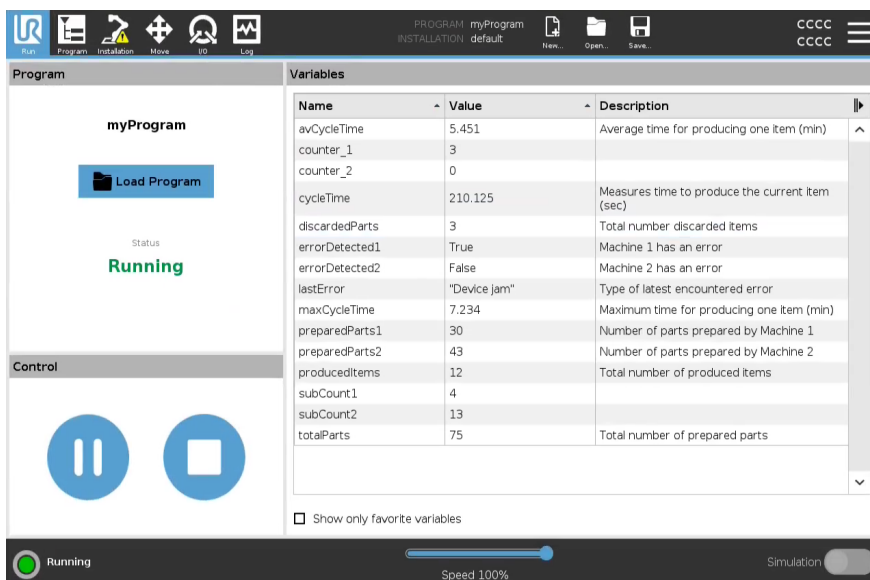 PROGRAM myProgram
INSTALLATION default
UR
Run
Program
Installation
Move
I/O
Log
New...
Open...
Save...
CCCC
CCCC
Program
myProgram
Load Program
Status
Running
Control
Variables
Name Value Description
avCycleTime 5.451 Average time for producing one item (min)
counter_1 3
counter_2 0
cycleTime 210.125 Measures time to produce the current item
(sec)
discardedParts 3 Total number discarded items
errorDetected1 True Machine 1 has an error
errorDetected2 False Machine 2 has an error
lastError "Device jam" Type of latest encountered error
maxCycleTime 7.234 Maximum time for producing one item (min)
preparedParts1 30 Number of parts prepared by Machine 1
preparedParts2 43 Number of parts prepared by Machine 2
producedItems 12 Total number of produced items
subCount1 4
subCount2 13
totalParts 75 Total number of prepared parts
Show only favorite variables
Running
Speed 100%
Simulation